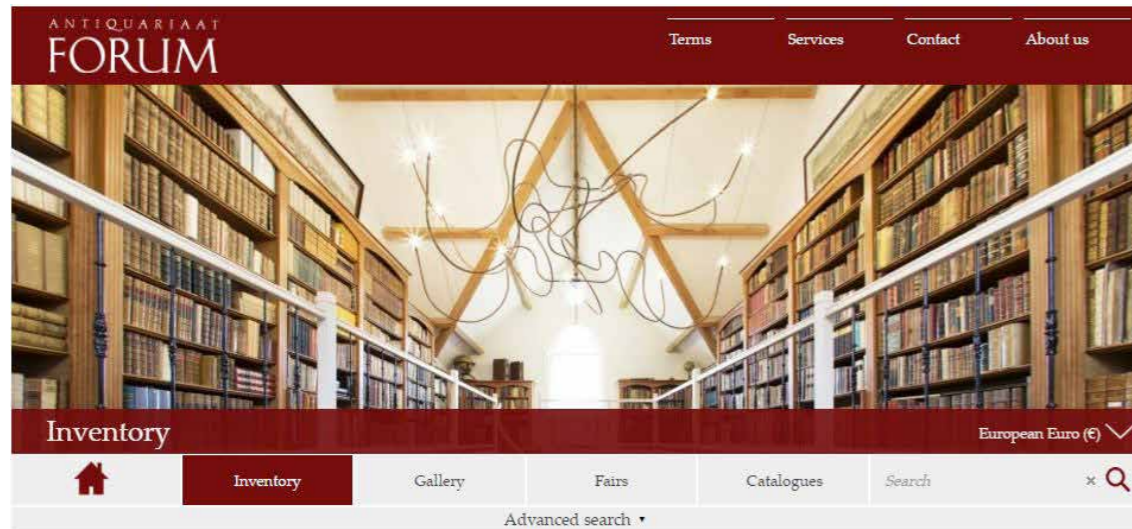 ANTIQUARIAAT
FORUM
Terms Services Contact About us
Inventory
European Euro (€)
Inventory Gallery Fairs Catalogues Search ×
Advanced search ▾